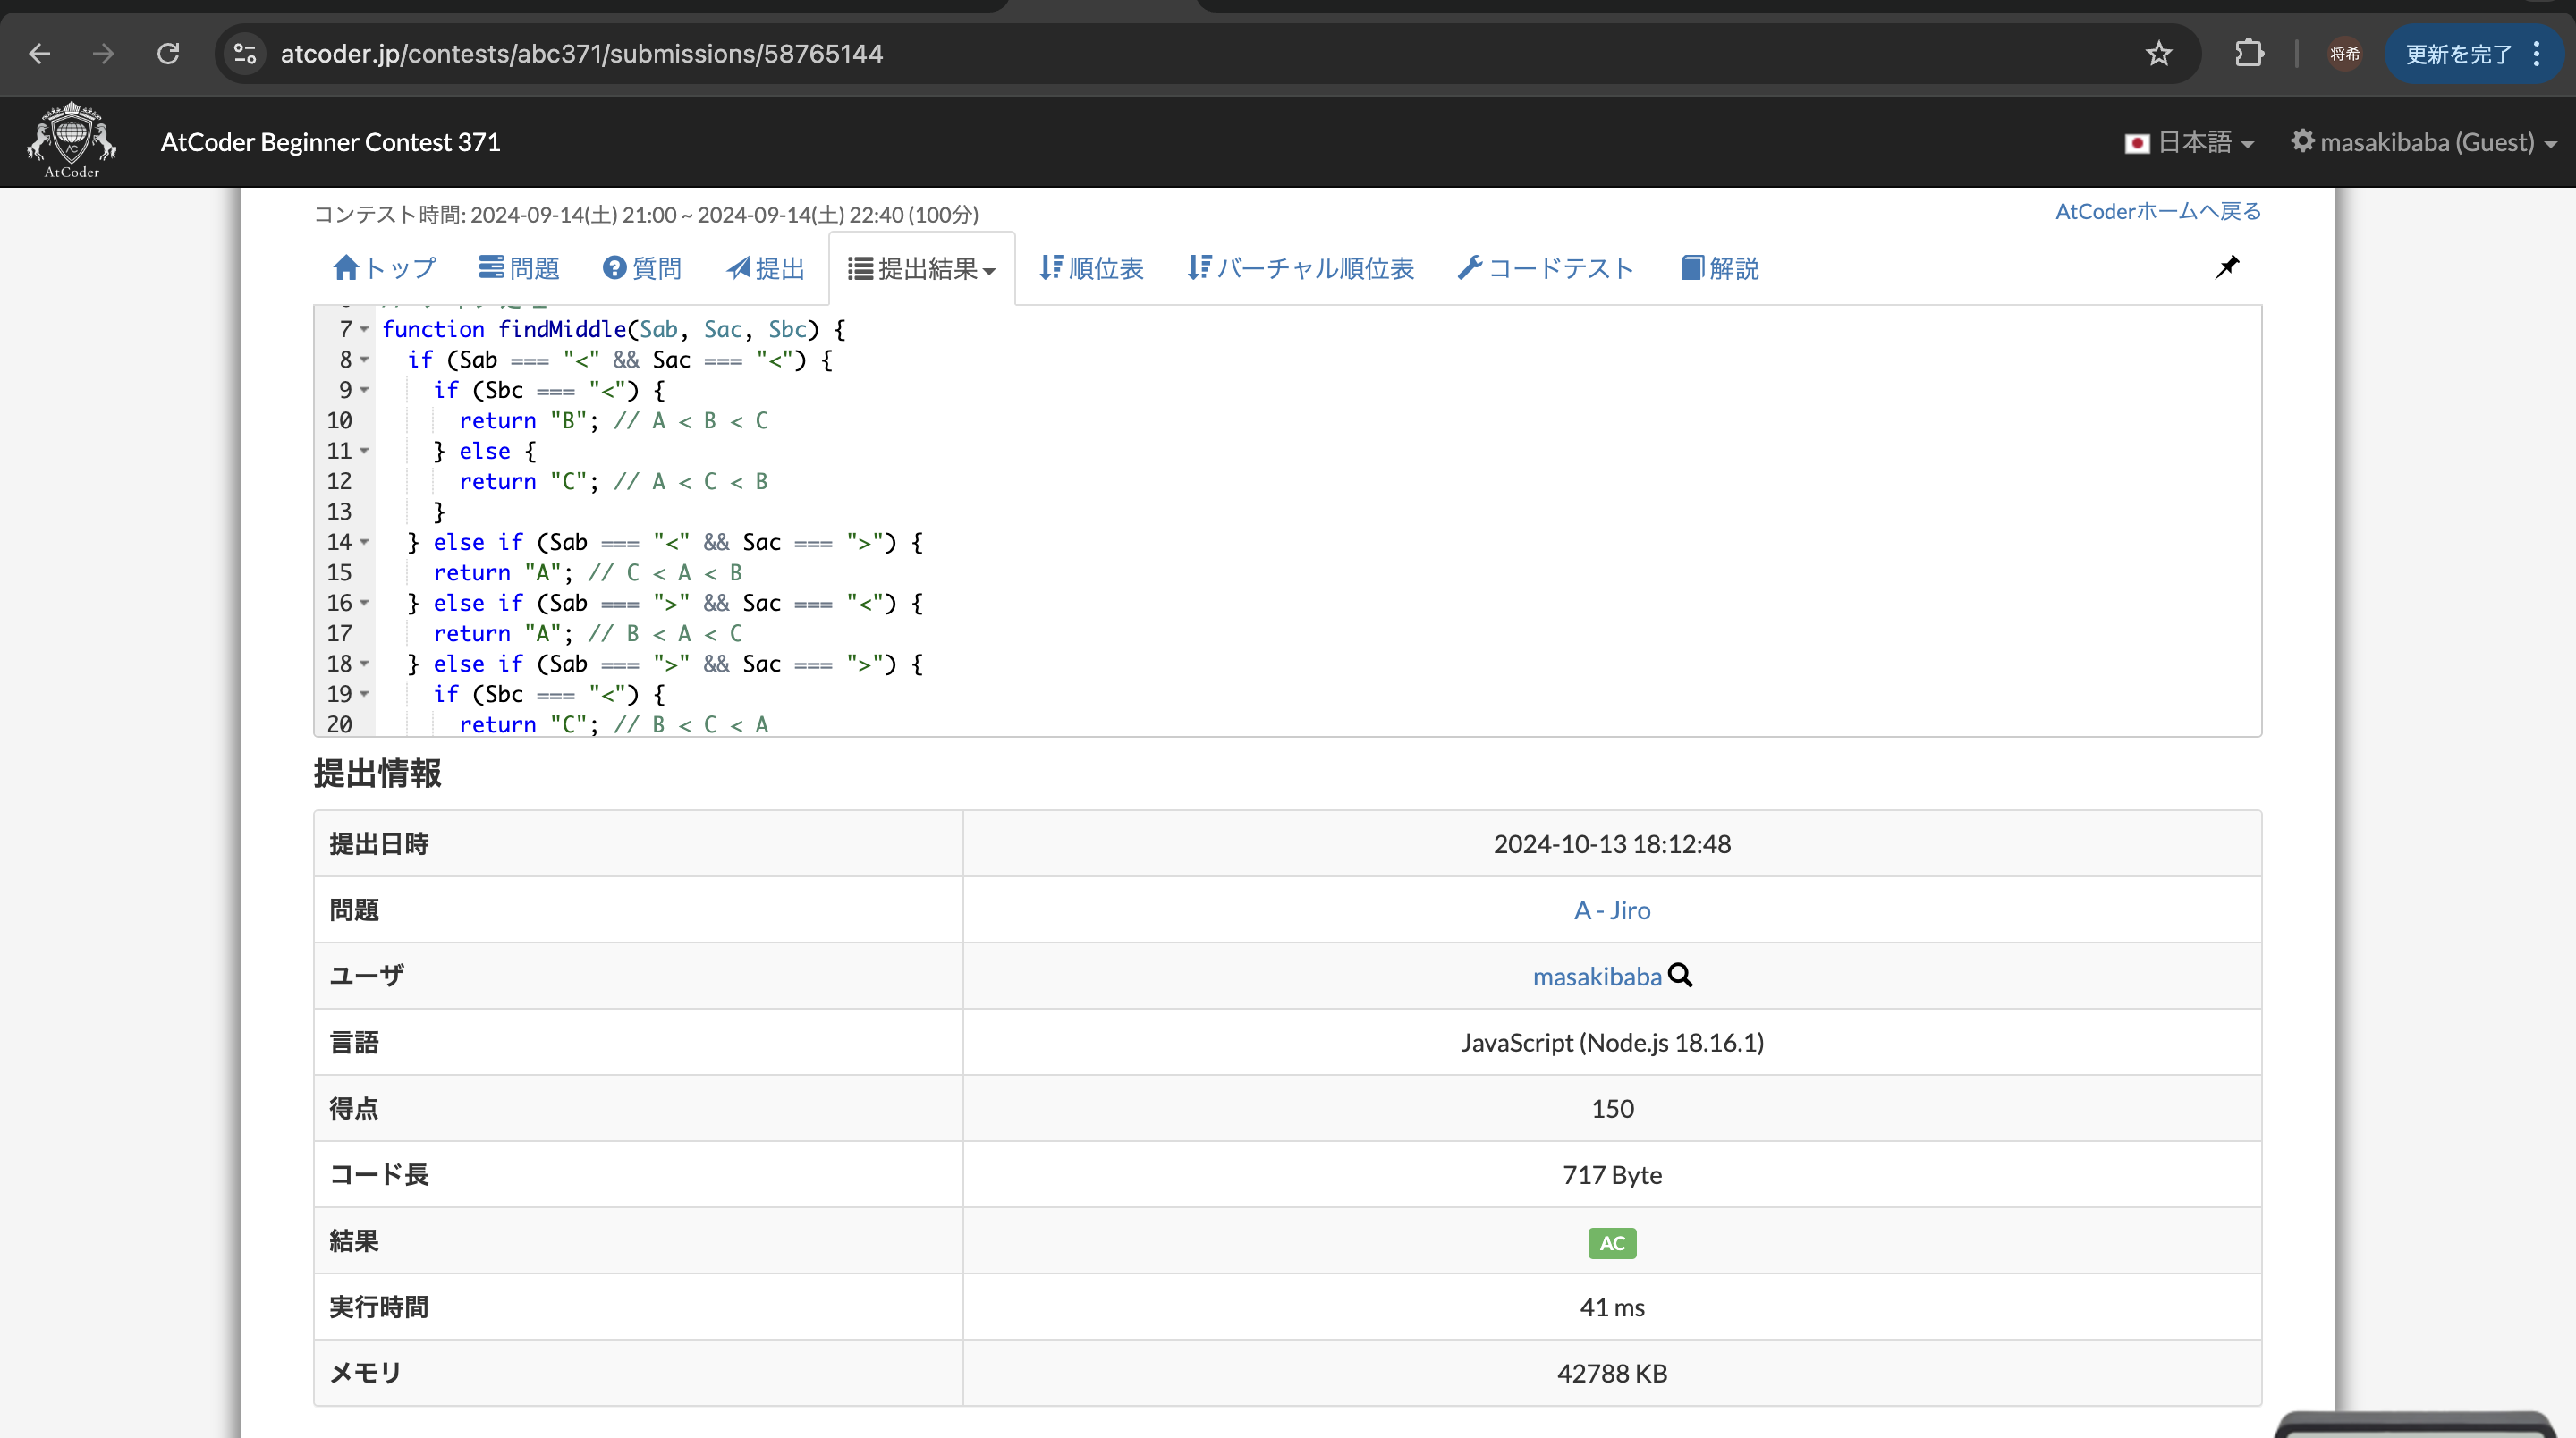 atcoder.jp/contests/abc371/submissions/58765144
将希
更新を完了
AtCoder
AtCoder Beginner Contest 371
日本語
masakibaba (Guest)
コンテスト時間: 2024-09-14(土) 21:00 ~ 2024-09-14(土) 22:40 (100分)
AtCoderホームへ戻る
トップ 問題 質問 提出 提出結果 順位表 バーチャル順位表 コードテスト 解説
7 function findMiddle(Sab, Sac, Sbc) {
8 if (Sab === "<" && Sac === "<") {
9 if (Sbc === "<") {
10 return "B"; // A < B < C
11 } else {
12 return "C"; // A < C < B
13 }
14 } else if (Sab === "<" && Sac === ">") {
15 return "A"; // C < A < B
16 } else if (Sab === ">" && Sac === "<") {
17 return "A"; // B < A < C
18 } else if (Sab === ">" && Sac === ">") {
19 if (Sbc === "<") {
20 return "C"; // B < C < A
提出情報
提出日時 2024-10-13 18:12:48
問題 A - Jiro
ユーザ masakibaba
言語 JavaScript (Node.js 18.16.1)
得点 150
コード長 717 Byte
結果 AC
実行時間 41 ms
メモリ 42788 KB